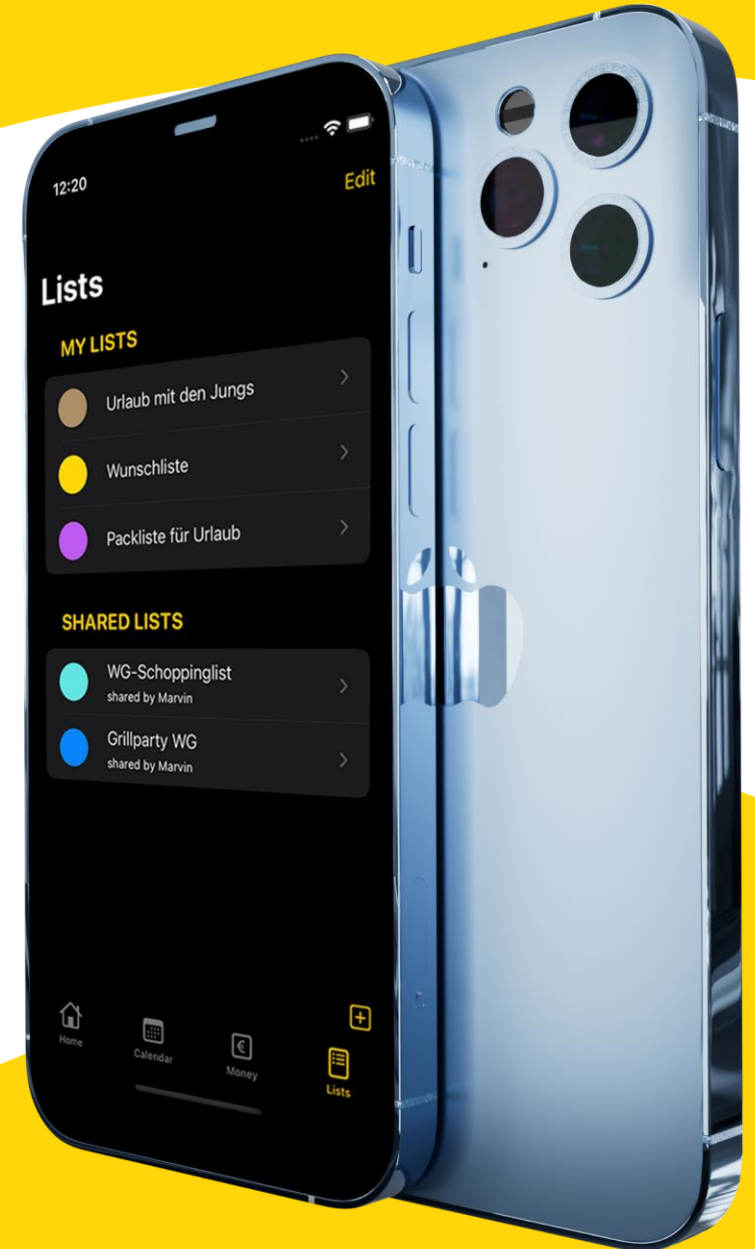 12:20
Edit
Lists
MY LISTS
Urlaub mit den Jungs
Wunschliste
Packliste für Urlaub
SHARED LISTS
WG-Schoppinglist
shared by Marvin
Grillparty WG
shared by Marvin
Home
Calendar
€
Money
Lists